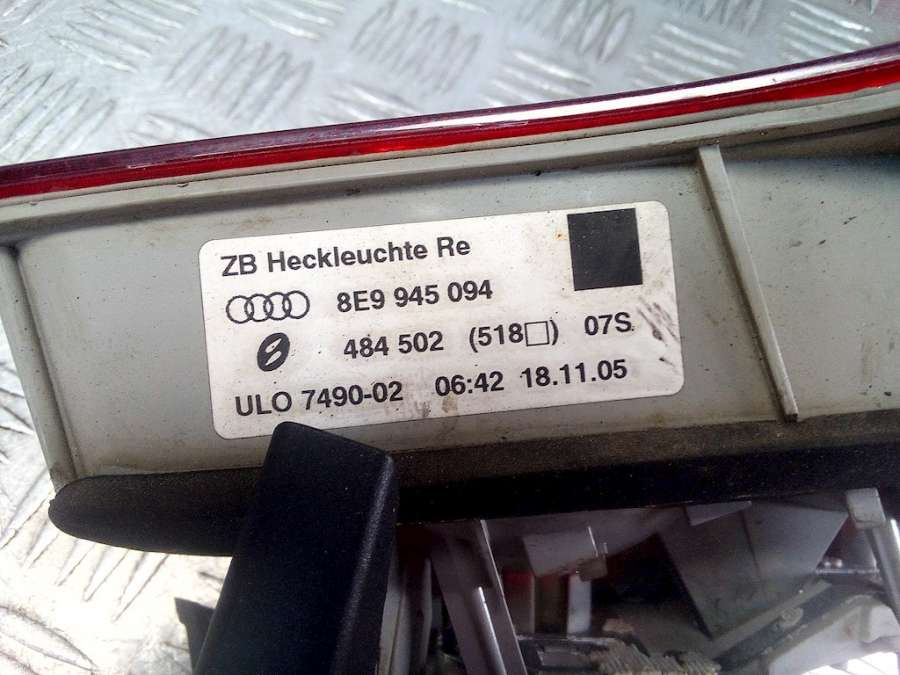 ZB Heckleuchte Re
8E9 945 094
484 502 (518□) 07S
ULO 7490-02 06:42 18.11.05